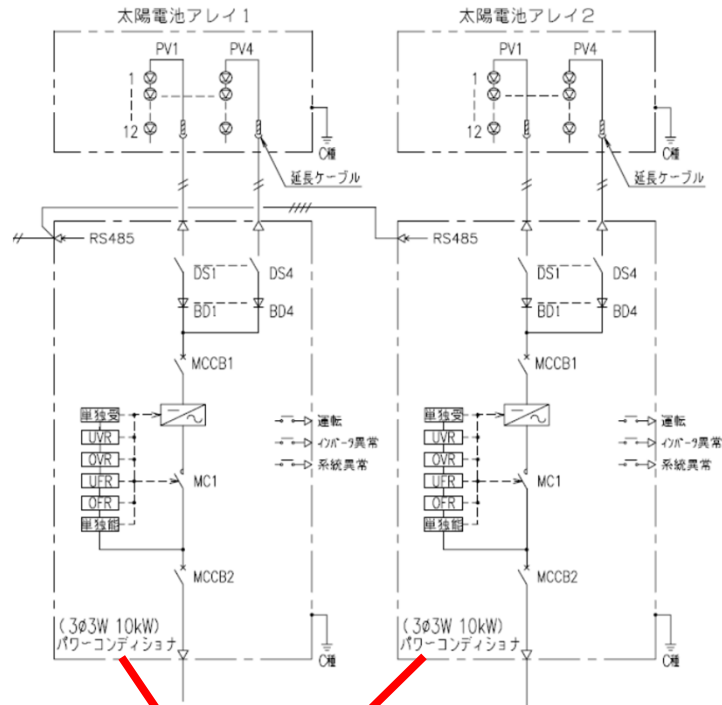 太陽電池アレイ1
PV1
PV4
1
12
C種
延長ケーブル
RS485
DS1
DS4
BD1
BD4
MCCB1
単独受
UVR
OVR
UFR
OFR
単独能
運転
インバータ異常
系統異常
MC1
MCCB2
(3φ3W 10kW)
パワーコンディショナ
C種
太陽電池アレイ2
PV1
PV4
1
12
C種
延長ケーブル
RS485
DS1
DS4
BD1
BD4
MCCB1
単独受
UVR
OVR
UFR
OFR
単独能
運転
インバータ異常
系統異常
MC1
MCCB2
(3φ3W 10kW)
パワーコンディショナ
C種